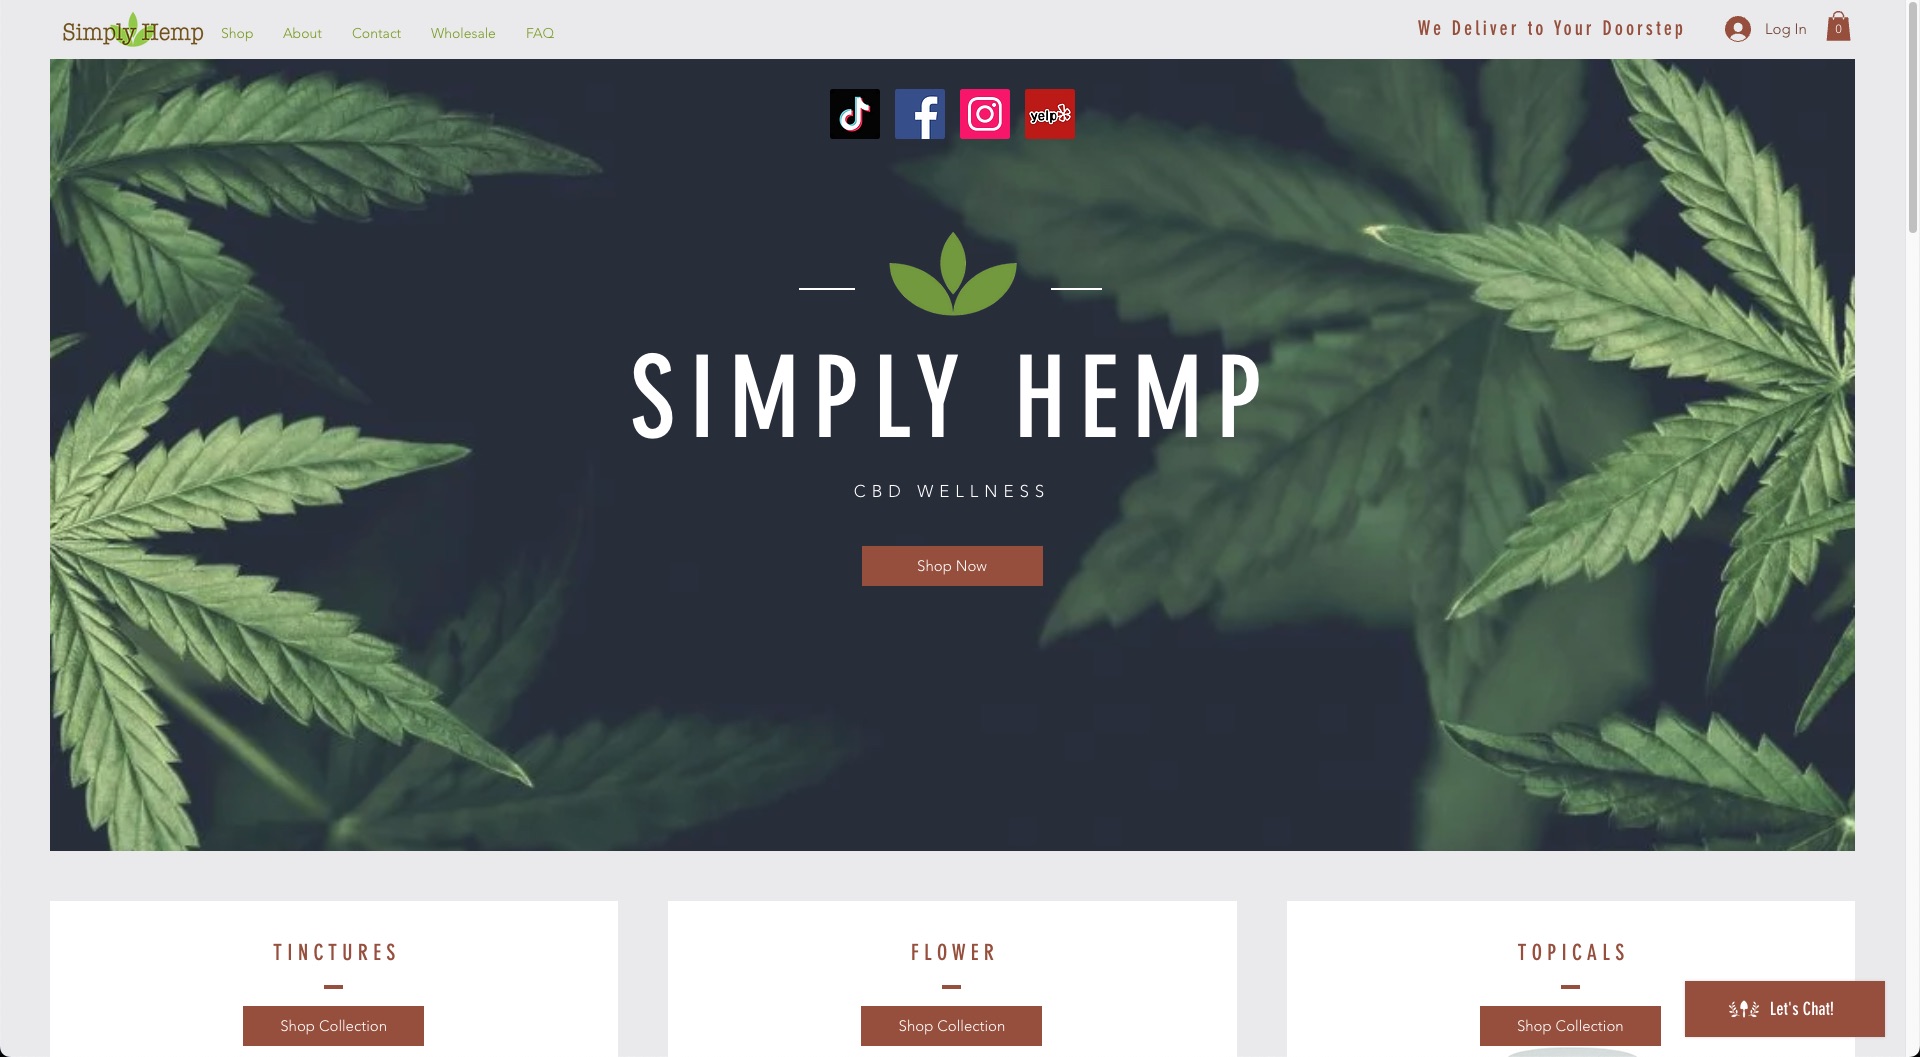 Simply Hemp
Shop About Contact Wholesale FAQ
We Deliver to Your Doorstep
Log In
0
yelp
SIMPLY HEMP
CBD WELLNESS
Shop Now
TINCTURES
Shop Collection
FLOWER
Shop Collection
TOPICALS
Shop Collection
Let's Chat!